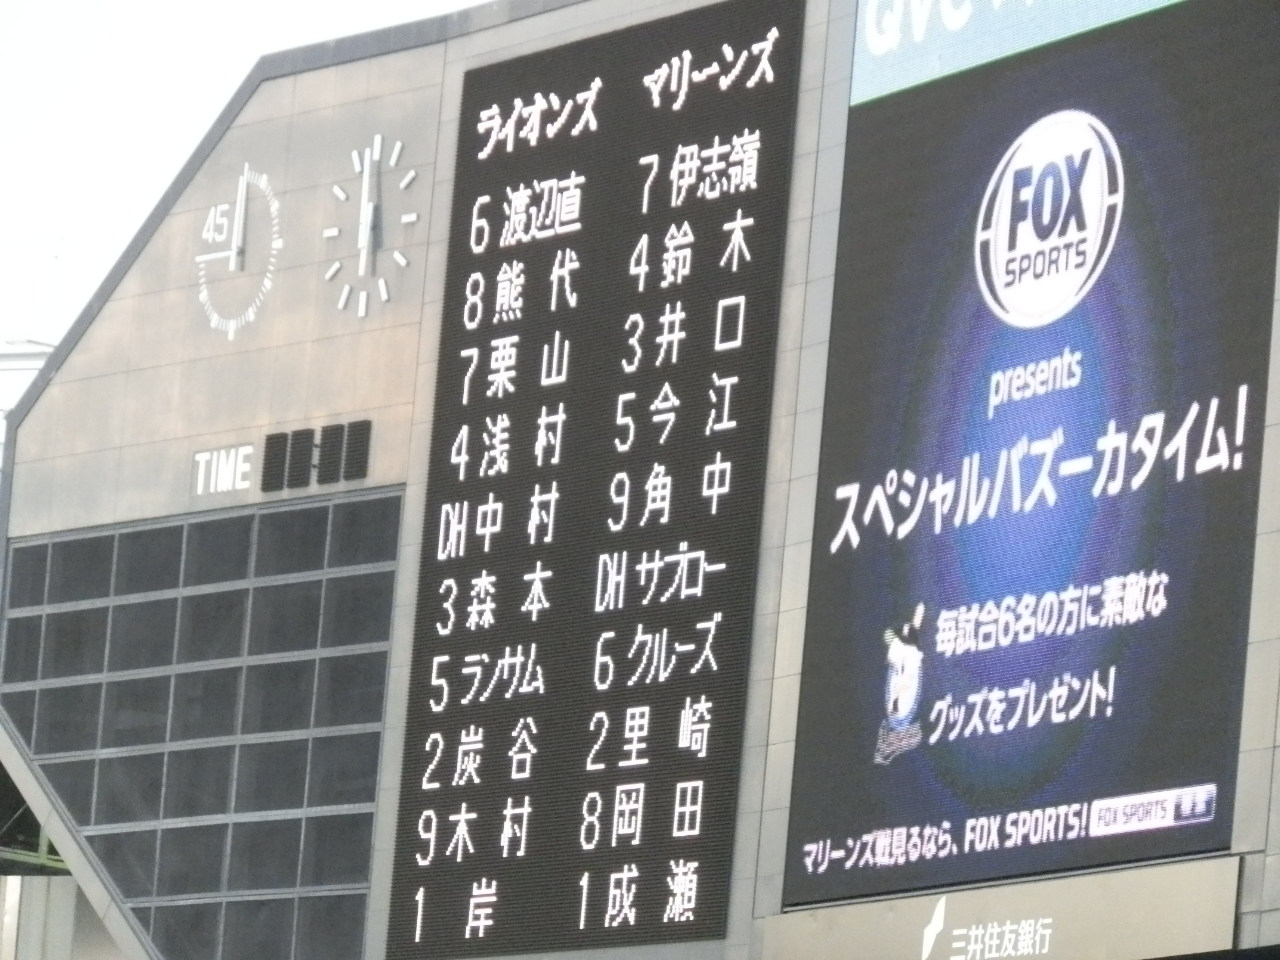 45
TIME
ライオンズ
6 渡辺直
8 熊 代
7 栗 山
4 浅 村
DH 中 村
3 森 本
5 ランサム
2 炭 谷
9 木 村
1 岸
マリーンズ
7 伊志嶺
4 鈴 木
3 井 口
5 今 江
9 角 中
DH サブロー
6 クルーズ
2 里 崎
8 岡 田
1 成 瀬
FOX
SPORTS
presents
スペシャルバズーカタイム!
毎試合6名の方に素敵な
グッズをプレゼント!
マリーンズ戦見るなら、FOX SPORTS! FOX SPORTS
三井住友銀行